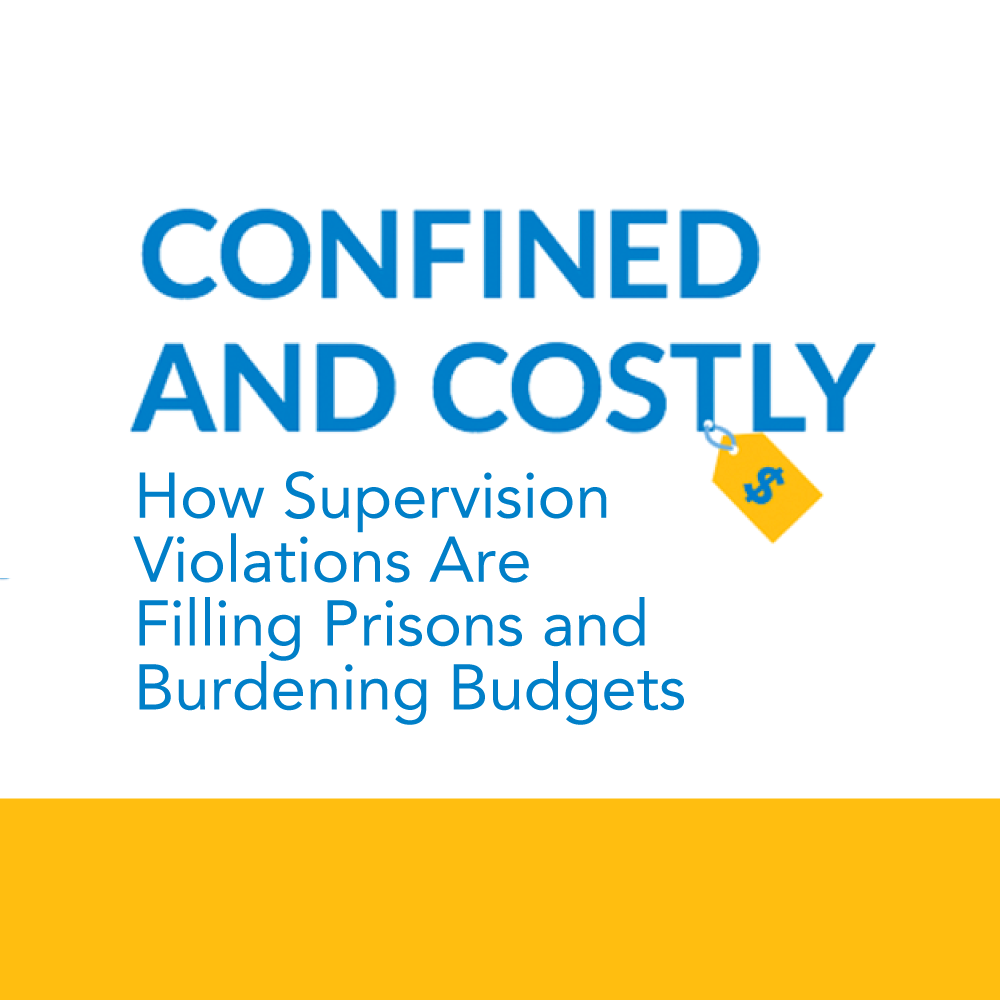 CONFINED
AND COSTLY
$
How Supervision
Violations Are
Filling Prisons and
Burdening Budgets